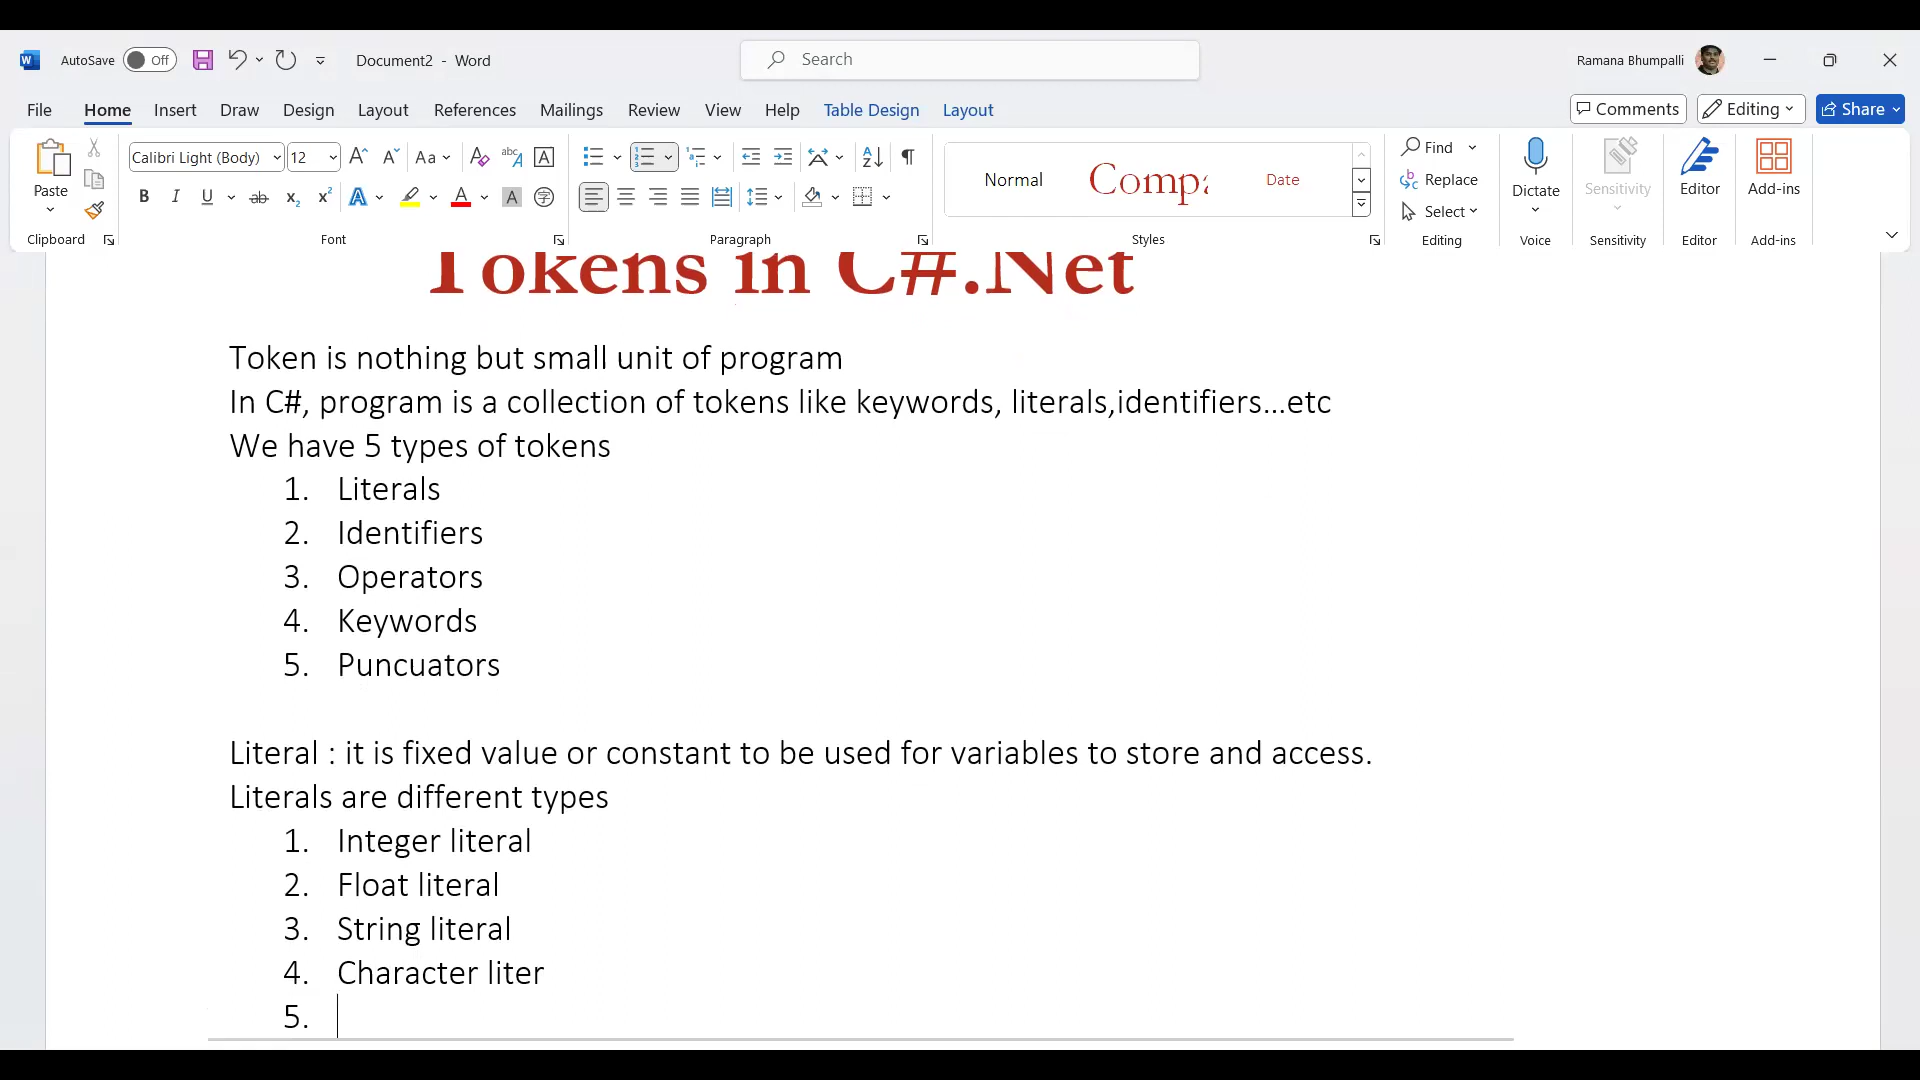 AutoSave Off Document2 - Word Search Ramana Bhumpalli
File Home Insert Draw Design Layout References Mailings Review View Help Table Design Layout Comments Editing Share
Paste Calibri Light (Body) 12 Normal Compa Date Find Replace Select Dictate Sensitivity Editor Add-ins
Clipboard Font Paragraph Styles Editing Voice Sensitivity Editor Add-ins
Tokens in C#.Net
Token is nothing but small unit of program
In C#, program is a collection of tokens like keywords, literals,identifiers...etc
We have 5 types of tokens
1. Literals
2. Identifiers
3. Operators
4. Keywords
5. Puncuators
Literal : it is fixed value or constant to be used for variables to store and access.
Literals are different types
1. Integer literal
2. Float literal
3. String literal
4. Character liter
5.